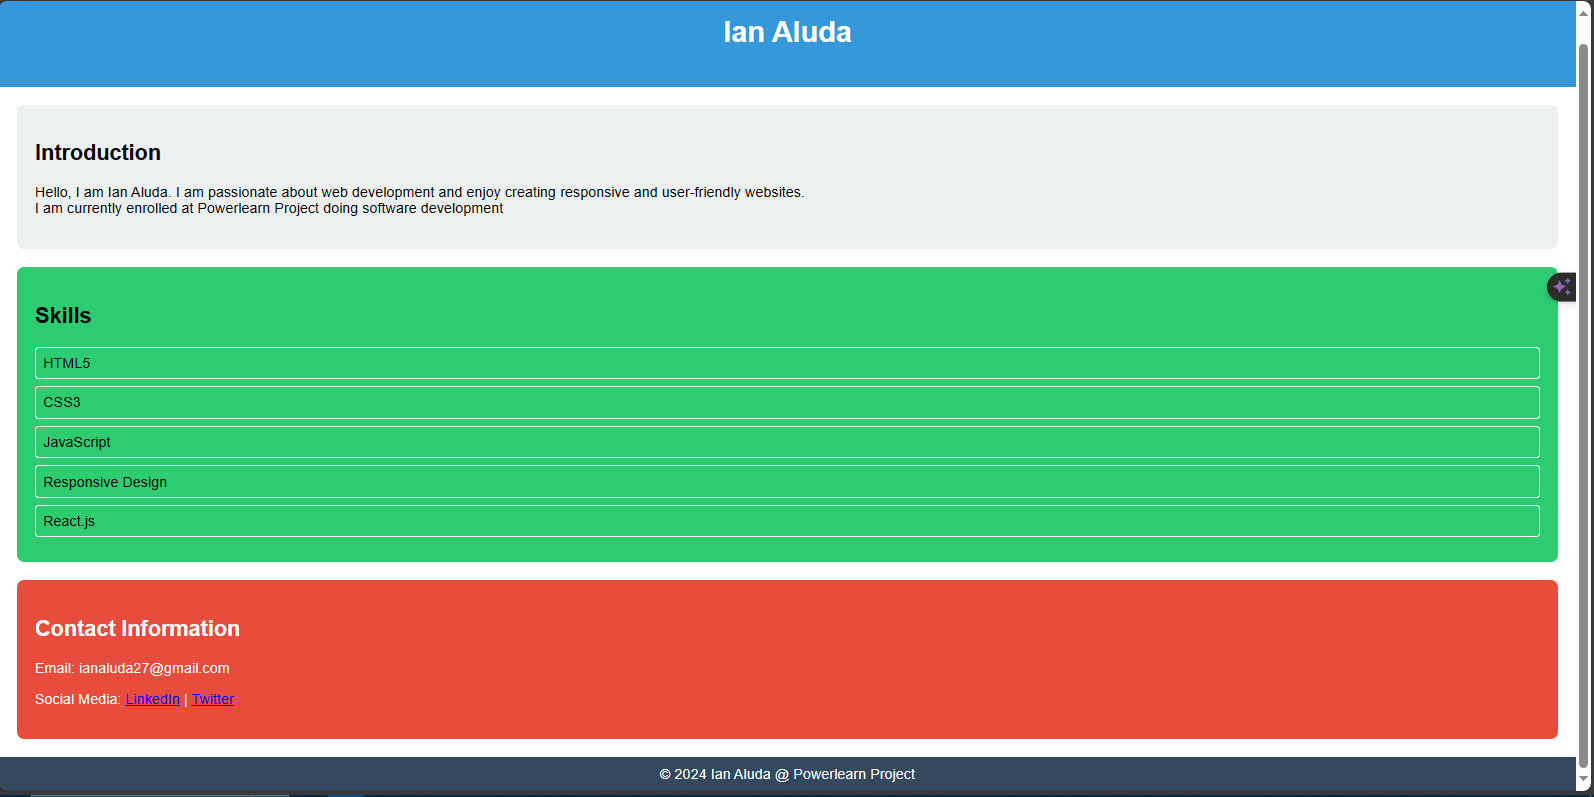 Ian Aluda
Introduction
Hello, I am Ian Aluda. I am passionate about web development and enjoy creating responsive and user-friendly websites.
I am currently enrolled at Powerlearn Project doing software development
Skills
HTML5
CSS3
JavaScript
Responsive Design
React.js
Contact Information
Email: ianaluda27@gmail.com
Social Media: LinkedIn | Twitter
© 2024 Ian Aluda @ Powerlearn Project